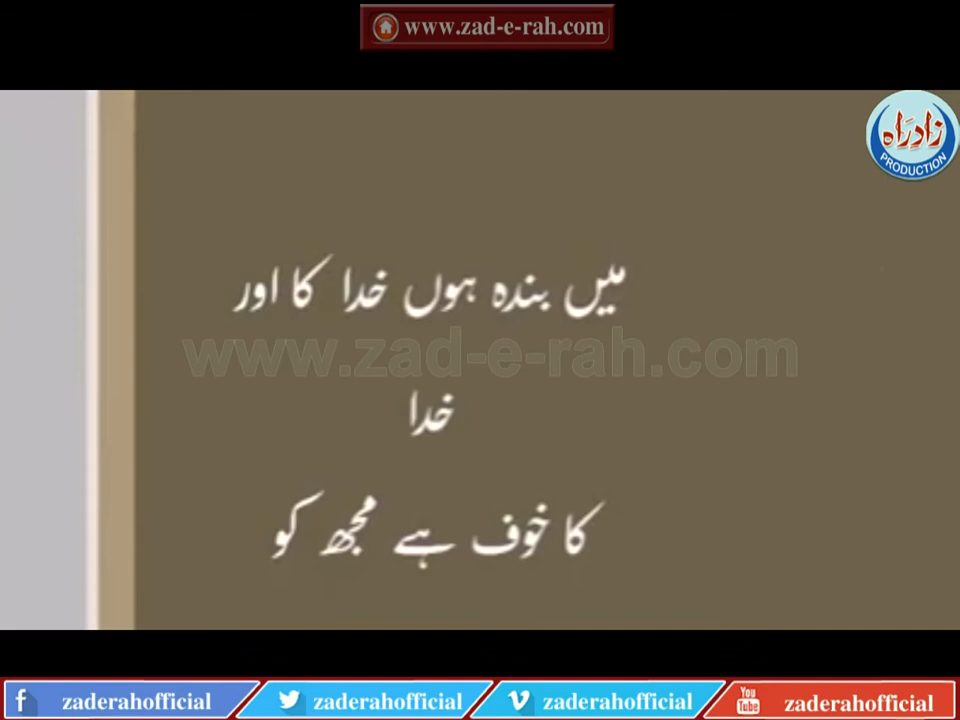 www.zad-e-rah.com
زادِرَاہ
PRODUCTION
میں بندہ ہوں خدا کا اور
www.zad-e-rah.com
خدا
کا خوف ہے مجھ کو
zaderahofficial
zaderahofficial
zaderahofficial
You Tube zaderahofficial